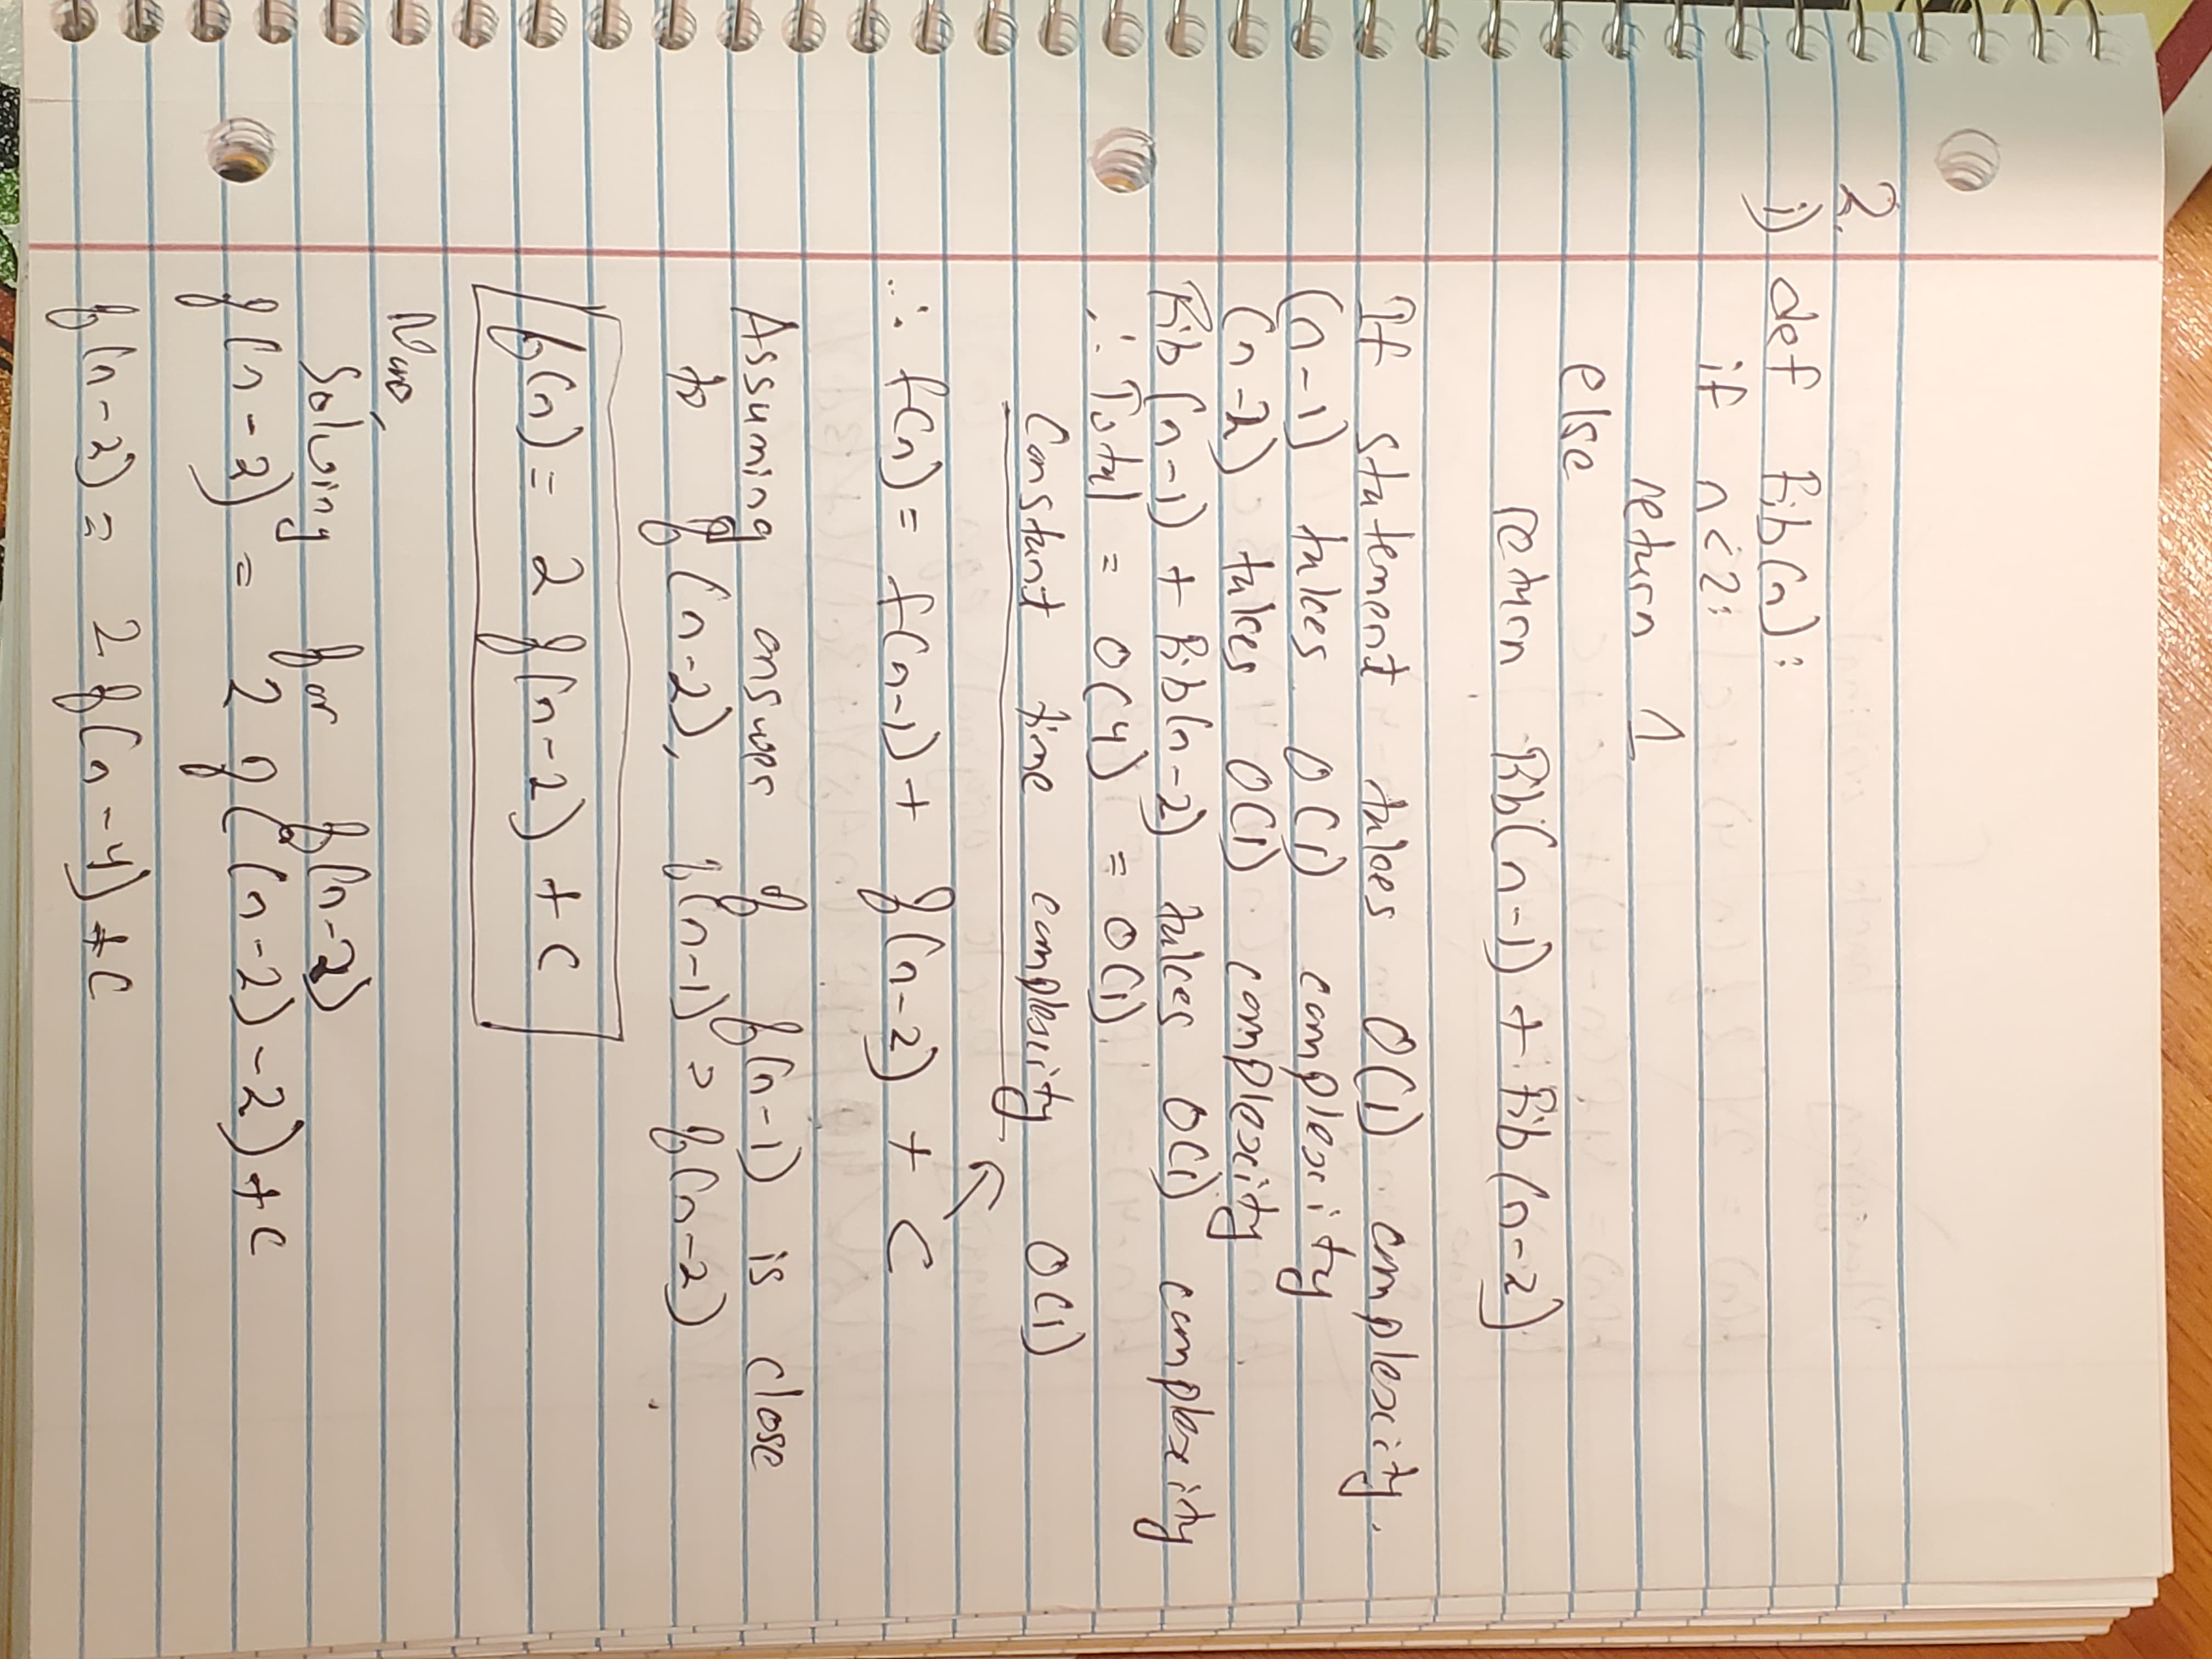 2.
i) def fib(n):
if n<2:
return 1
else
return fib(n-1) + fib(n-2)
If statement takes O(1) complexity.
(n-1) takes O(1) complexity
(n-2) takes O(1) complexity
fib(n-1) + fib(n-2) takes O(1) complexity
∴ Total = O(4) = O(1)
Constant time complexity O(1)
∴ f(n) = f(n-1) + f(n-2) + C
Assuming answer of f(n-1) is close
to f(n-2), f(n-1) = f(n-2)
f(n) = 2 f(n-2) + C
Now,
Solving for f(n-2)
f(n-2) = 2 f((n-2)-2) + C
f(n-2) = 2 f(n-4) + C